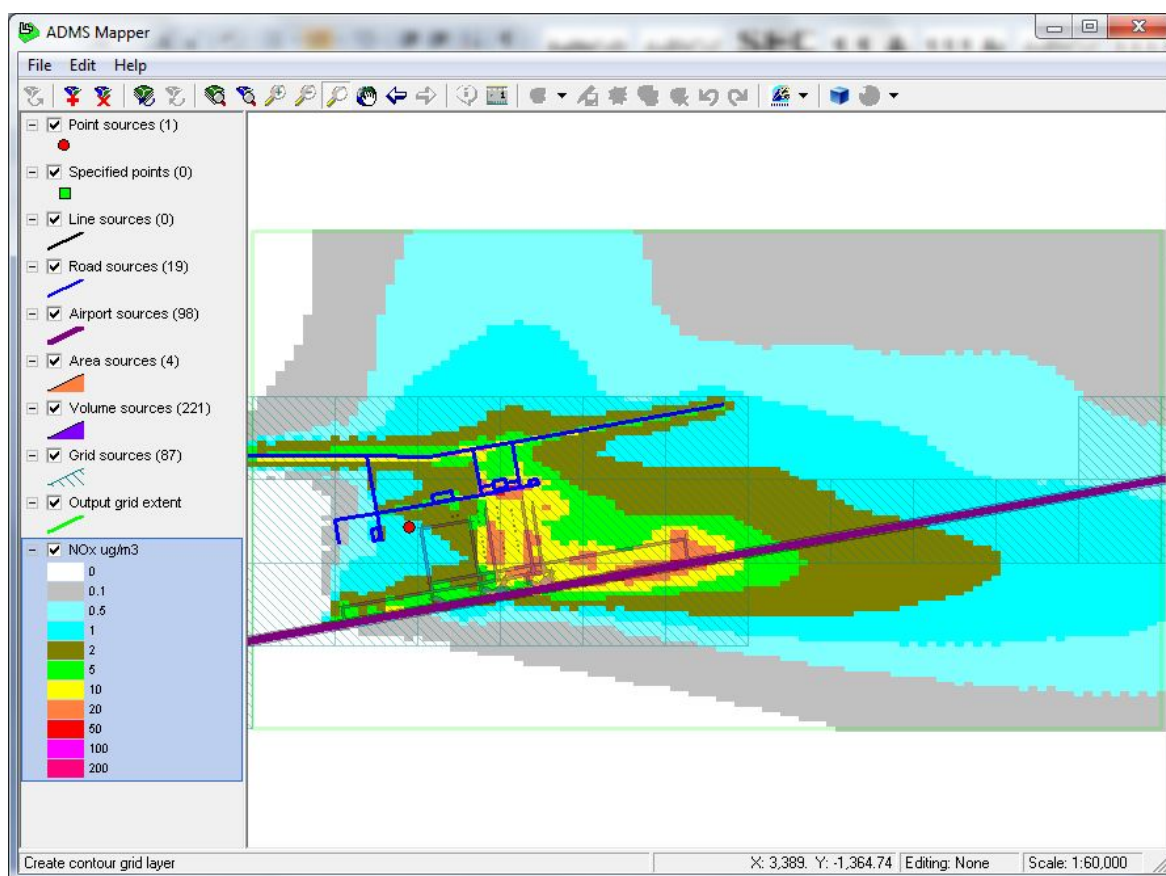 ADMS Mapper
File Edit Help
Point sources (1)
Specified points (0)
Line sources (0)
Road sources (19)
Airport sources (98)
Area sources (4)
Volume sources (221)
Grid sources (87)
Output grid extent
NOx ug/m3
0
0.1
0.5
1
2
5
10
20
50
100
200
Create contour grid layer X: 3,389. Y: -1,364.74 Editing: None Scale: 1:60,000